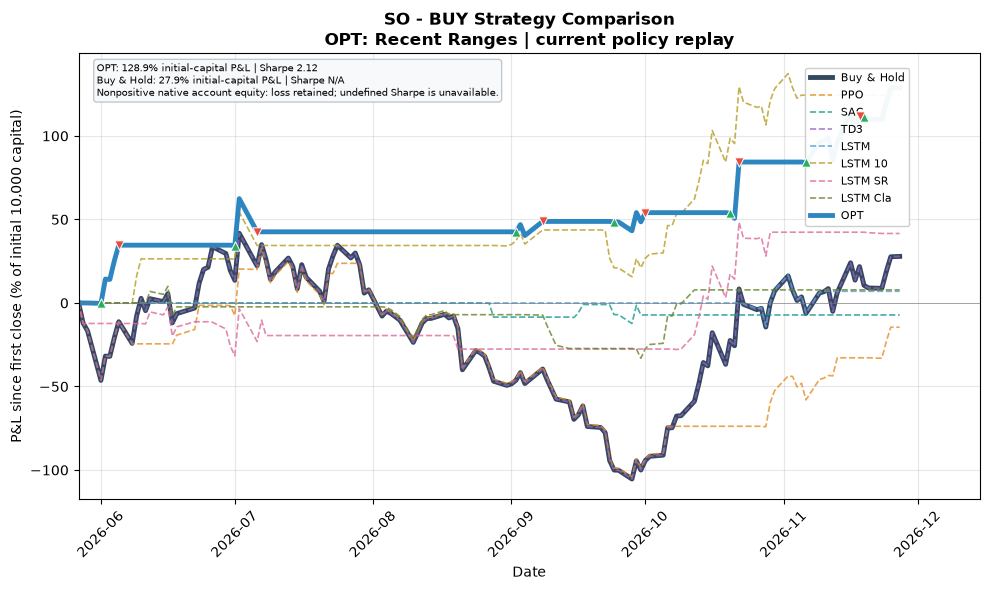 SO - BUY Strategy Comparison
OPT: Recent Ranges | current policy replay
OPT: 128.9% initial-capital P&L | Sharpe 2.12
Buy & Hold: 27.9% initial-capital P&L | Sharpe N/A
Nonpositive native account equity: loss retained; undefined Sharpe is unavailable.
Buy & Hold
PPO
SAC
TD3
LSTM
LSTM 10
LSTM SR
LSTM Cla
OPT
P&L since first close (% of initial 10,000 capital)
100
50
0
−50
−100
2026-06
2026-07
2026-08
2026-09
2026-10
2026-11
2026-12
Date